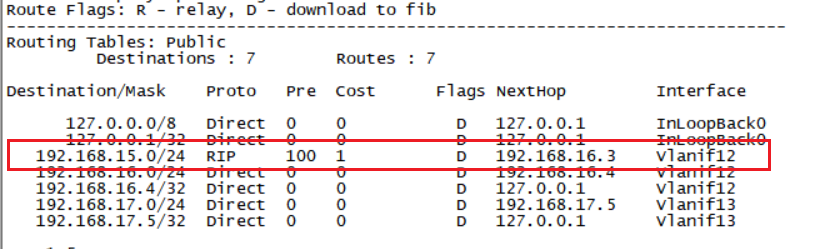 Route Flags: R - relay, D - download to fib
------------------------------------------------------------------------------
Routing Tables: Public
         Destinations : 7        Routes : 7
Destination/Mask    Proto   Pre  Cost      Flags NextHop         Interface
      127.0.0.0/8   Direct  0    0           D   127.0.0.1       InLoopBack0
      127.0.0.1/32  Direct  0    0           D   127.0.0.1       InLoopBack0
   192.168.15.0/24  RIP     100  1           D   192.168.16.3    Vlanif12
   192.168.16.0/24  Direct  0    0           D   192.168.16.4    Vlanif12
   192.168.16.4/32  Direct  0    0           D   127.0.0.1       Vlanif12
   192.168.17.0/24  Direct  0    0           D   192.168.17.5    Vlanif13
   192.168.17.5/32  Direct  0    0           D   127.0.0.1       Vlanif13